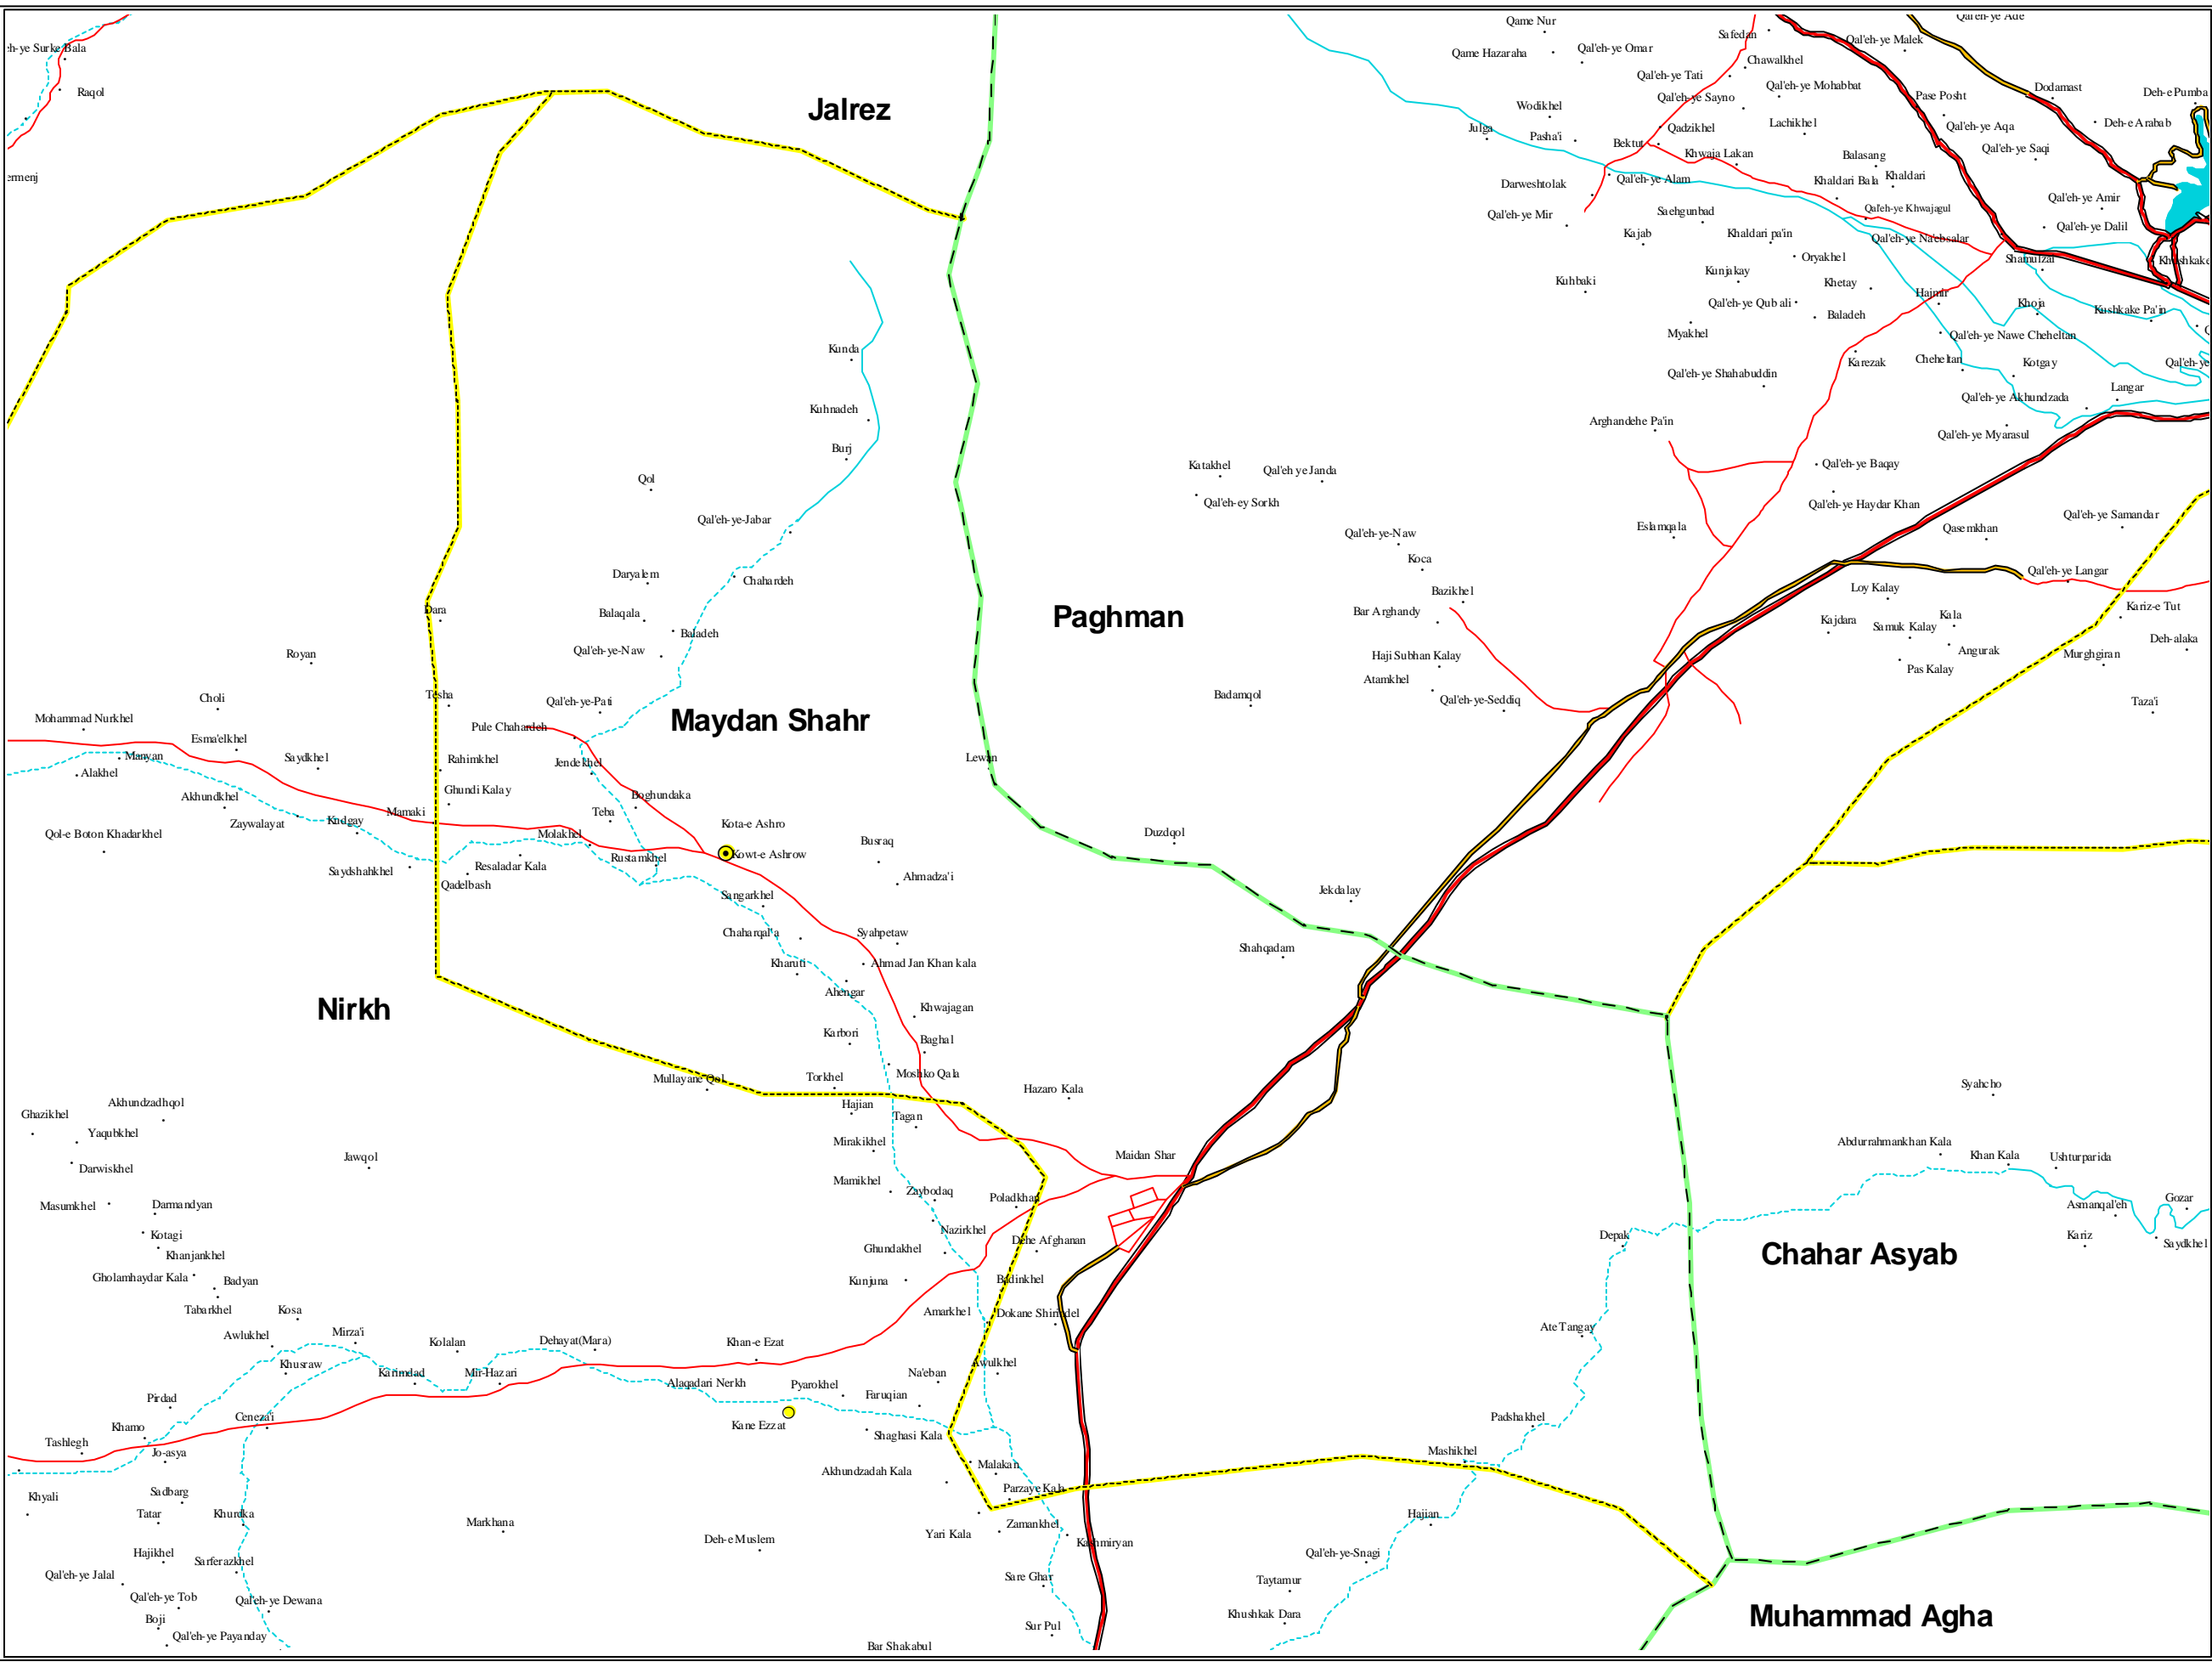 Qame Nur
Qame Hazaraha
Qal'eh-ye Omar
Safedan
Qal'eh-ye Malek
Chawalkhel
Qal'eh-ye Tati
Qal'eh-ye Sayno
Qal'eh-ye Mohabbat
Dodamast
Deh-e Pumba
Raqol
Jalrez
Wodikhel
Pase Posht
Deh-e Arabab
Julga
Pasha'i
Qadzikhel
Lachikhel
Qal'eh-ye Aqa
Bektut
Khwaja Lakan
Balasang
Qal'eh-ye Saqi
ermenj
Darweshtolak
Qal'eh-ye Alam
Khaldari Bala
Khaldari
Qal'eh-ye Amir
Qal'eh-ye Mir
Saehgunbad
Qal'eh-ye Khwajagul
Qal'eh-ye Dalil
Kajab
Khaldari pa'in
Qal'eh-ye Na'ebsalar
Oryakhel
Shamulzal
Khushkake
Kuhbaki
Kunjakay
Khetay
Hajmir
Qal'eh-ye Qub ali
Baladeh
Khoja
Kushkake Pa'in
Myakhel
Qal'eh-ye Nawe Cheheltan
Kunda
Karezak
Cheheltan
Kotgay
Qal'eh-ye
Qal'eh-ye Shahabuddin
Langar
Qal'eh-ye Akhundzada
Kuhnadeh
Arghandehe Pa'in
Qal'eh-ye Myarasul
Burj
Katakhel
Qal'eh ye Janda
Qal'eh-ye Baqay
Qol
Qal'eh-ey Sorkh
Qal'eh-ye Haydar Khan
Qal'eh-ye-Jabar
Eslamqala
Qasemkhan
Qal'eh-ye Samandar
Qal'eh-ye-Naw
Koca
Daryalem
Chahardeh
Qal'eh-ye Langar
Bazikhel
Loy Kalay
Dara
Balaqala
Paghman
Bar Arghandy
Kajdara
Samuk Kalay
Kala
Kariz-e Tut
Baladeh
Deh-alaka
Royan
Qal'eh-ye-Naw
Haji Subhan Kalay
Angurak
Murghgiran
Pas Kalay
Atamkhel
Choli
Tesha
Qal'eh-ye-Pati
Badamqol
Qal'eh-ye-Seddiq
Taza'i
Mohammad Nurkhel
Maydan Shahr
Pule Chahardeh
Esma'elkhel
Manyan
Saydkhel
Rahimkhel
Jendekhel
Lewan
Alakhel
Akhundkhel
Ghundi Kalay
Boghundaka
Zaywalayat
Kudgay
Mamaki
Teba
Kota-e Ashro
Qol-e Boton Khadarkhel
Molakhel
Busraq
Duzdqol
Rustamkhel
Kowt-e Ashrow
Saydshahkhel
Resaladar Kala
Qadelbash
Ahmadza'i
Sangarkhel
Jekdalay
Chaharqal'a
Syahpetaw
Shahqadam
Kharuti
Ahmad Jan Khan kala
Ahengar
Nirkh
Khwajagan
Karbori
Baghal
Mullayane Qol
Torkhel
Moshko Qala
Hazaro Kala
Syahcho
Akhundzadhqol
Hajian
Tagan
Ghazikhel
Yaqubkhel
Mirakikhel
Abdurrahmankhan Kala
Jawqol
Maidan Shar
Khan Kala
Ushturparida
Darwiskhel
Mamikhel
Zaybodaq
Poladkhan
Gozar
Masumkhel
Darmandyan
Asmanqal'eh
Kotagi
Nazirkhel
Depak
Kariz
Saydkhel
Khanjankhel
Ghundakhel
Dehe Afghanan
Chahar Asyab
Gholamhaydar Kala
Badyan
Kunjuna
Badinkhel
Tabarkhel
Kosa
Amarkhel
Dokane Shirindel
Awlukhel
Mirza'i
Kolalan
Dehayat(Mara)
Khan-e Ezat
Ate Tangay
Khusraw
Karimdad
Mir-Hazari
Awulkhel
Alaqadari Nerkh
Pyarokhel
Na'eban
Pirdad
Faruqian
Ceneza'i
Khamo
Kane Ezzat
Shaghasi Kala
Padshakhel
Tashlegh
Jo-asya
Mashikhel
Akhundzadah Kala
Malakan
Khyali
Sadbarg
Parzaye Kala
Tatar
Khurdka
Markhana
Yari Kala
Zamankhel
Hajian
Deh-e Muslem
Kashmiryan
Hajikhel
Sarferazkhel
Qal'eh-ye-Snagi
Qal'eh-ye Jalal
Sare Ghar
Taytamur
Qal'eh-ye Tob
Qal'eh-ye Dewana
Khushkak Dara
Muhammad Agha
Boji
Sur Pul
Qal'eh-ye Payanday
Bar Shakabul